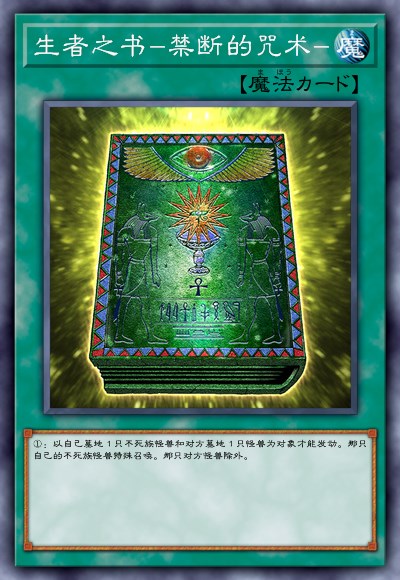 生者之书-禁断的咒术-
魔
【魔法カード】
まほう
①：以自己墓地１只不死族怪兽和对方墓地１只怪兽为对象才能发动。那只
自己的不死族怪兽特殊召唤。那只对方怪兽除外。